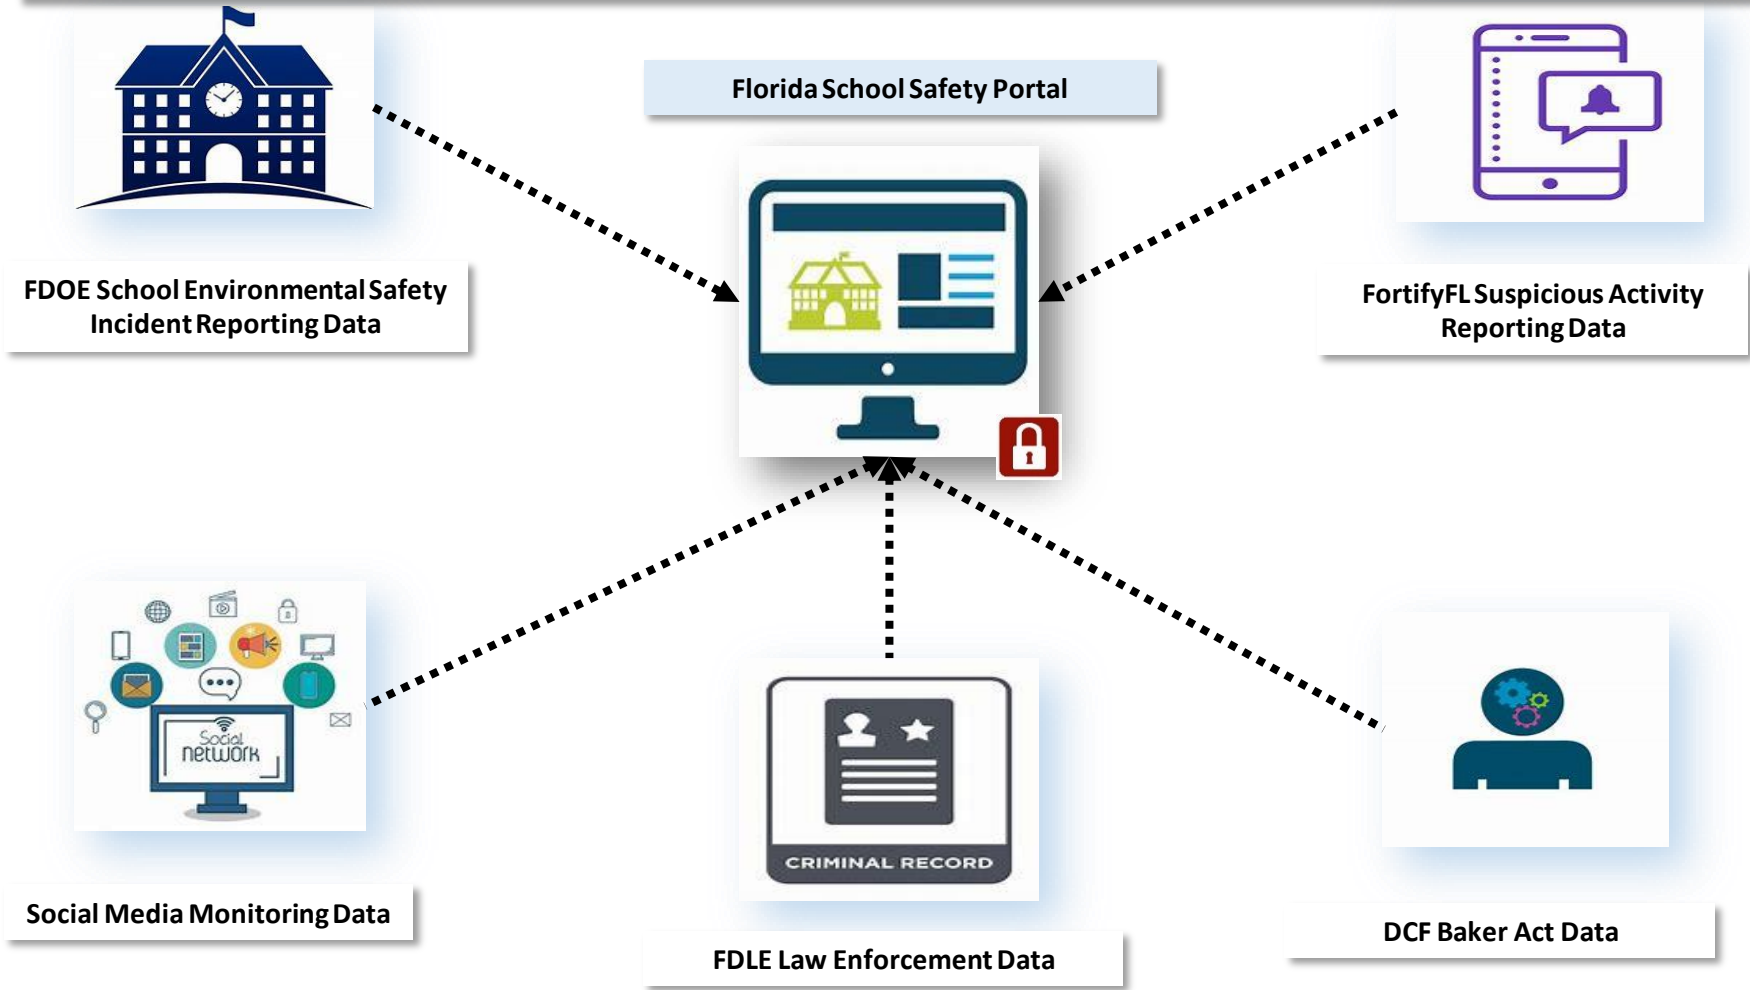 Florida School Safety Portal
FDOE School Environmental Safety
Incident Reporting Data
FortifyFL Suspicious Activity
Reporting Data
Social
network
CRIMINAL RECORD
Social Media Monitoring Data
FDLE Law Enforcement Data
DCF Baker Act Data